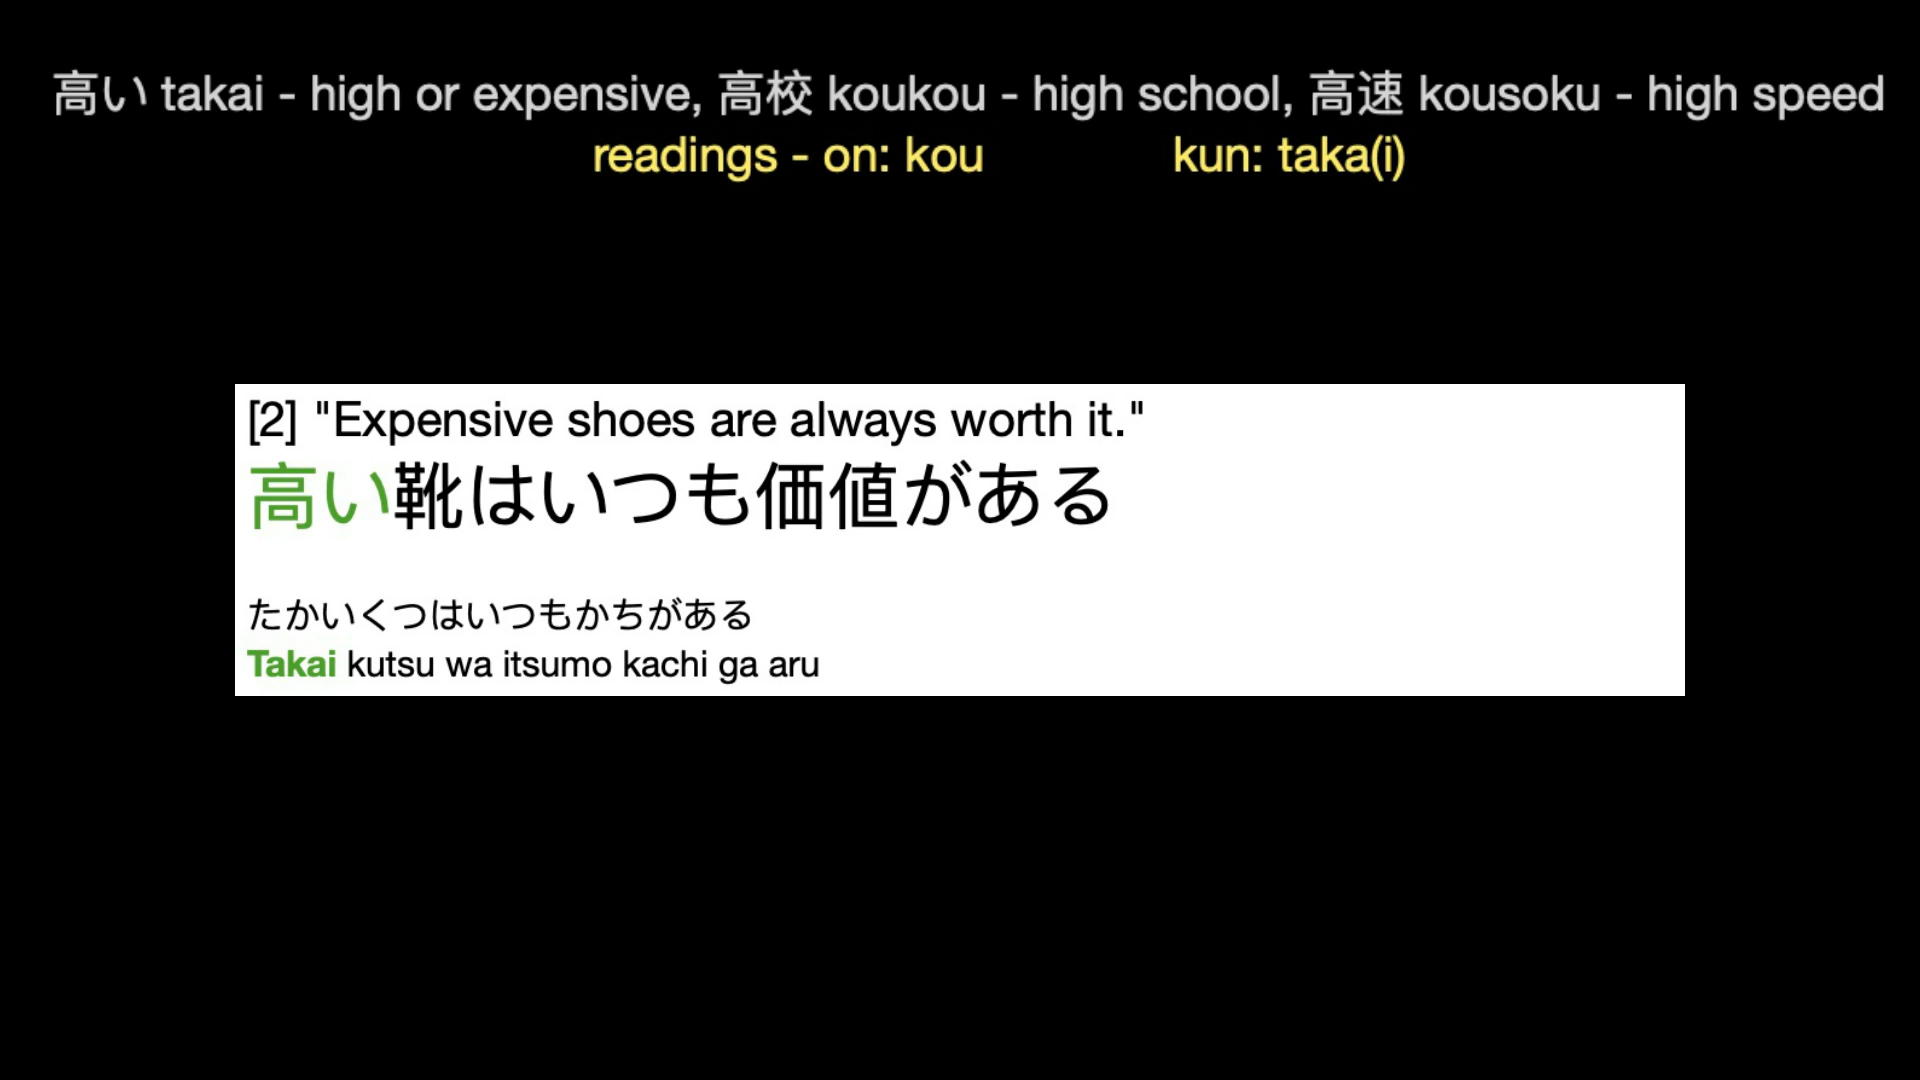 高い takai - high or expensive, 高校 koukou - high school, 高速 kousoku - high speed
readings - on: kou kun: taka(i)
[2] "Expensive shoes are always worth it."
高い靴はいつも価値がある
たかいくつはいつもかちがある
Takai kutsu wa itsumo kachi ga aru